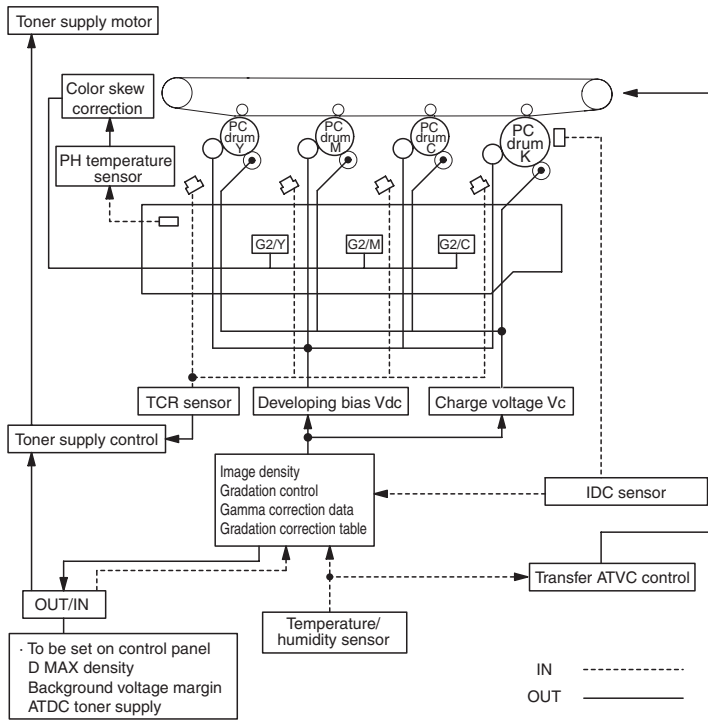 Toner supply motor
Color skew
correction
PH temperature
sensor
PC
drum
Y
PC
drum
M
PC
drum
C
PC
drum
K
G2/Y
G2/M
G2/C
TCR sensor
Developing bias Vdc
Charge voltage Vc
Toner supply control
Image density
Gradation control
Gamma correction data
Gradation correction table
IDC sensor
Transfer ATVC control
OUT/IN
Temperature/
humidity sensor
· To be set on control panel
D MAX density
Background voltage margin
ATDC toner supply
IN
OUT